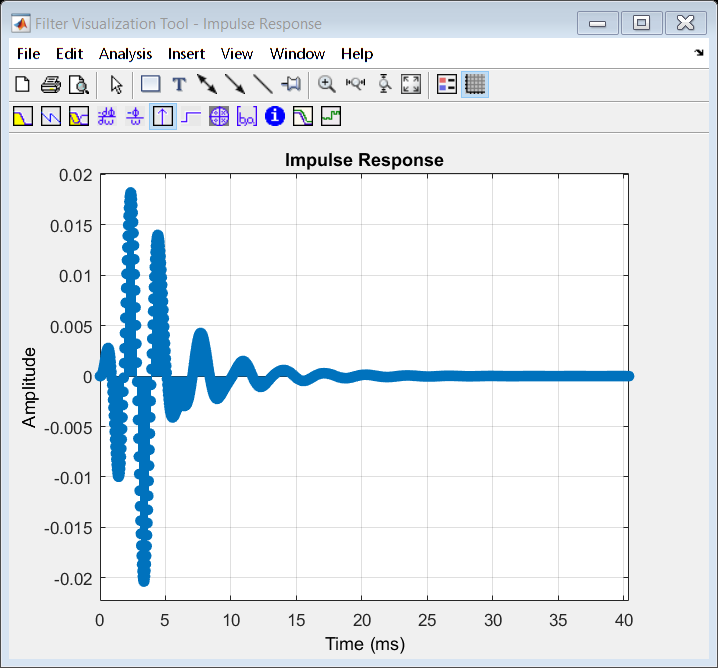 Filter Visualization Tool - Impulse Response
File Edit Analysis Insert View Window Help
T
[b,a]
i
Impulse Response
0.02
0.015
0.01
0.005
0
-0.005
-0.01
-0.015
-0.02
Amplitude
0 5 10 15 20 25 30 35 40
Time (ms)